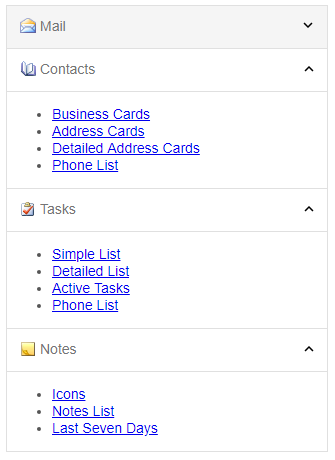 Mail
Contacts
Business Cards
Address Cards
Detailed Address Cards
Phone List
Tasks
Simple List
Detailed List
Active Tasks
Phone List
Notes
Icons
Notes List
Last Seven Days